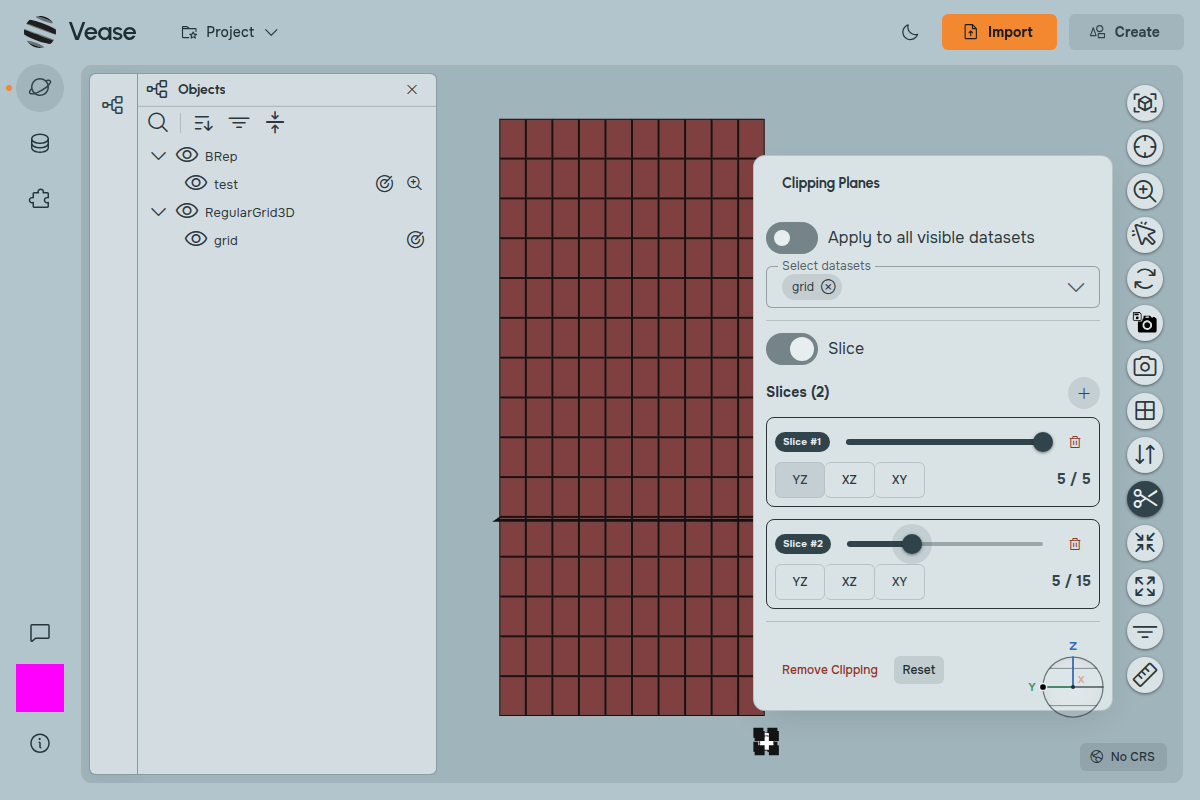 Vease
Project
Import
Create
Objects
BRep
test
RegularGrid3D
grid
Clipping Planes
Apply to all visible datasets
Select datasets
grid
Slice
Slices (2)
Slice #1
YZ
XZ
XY
5 / 5
Slice #2
YZ
XZ
XY
5 / 15
Remove Clipping
Reset
Z
Y
X
No CRS